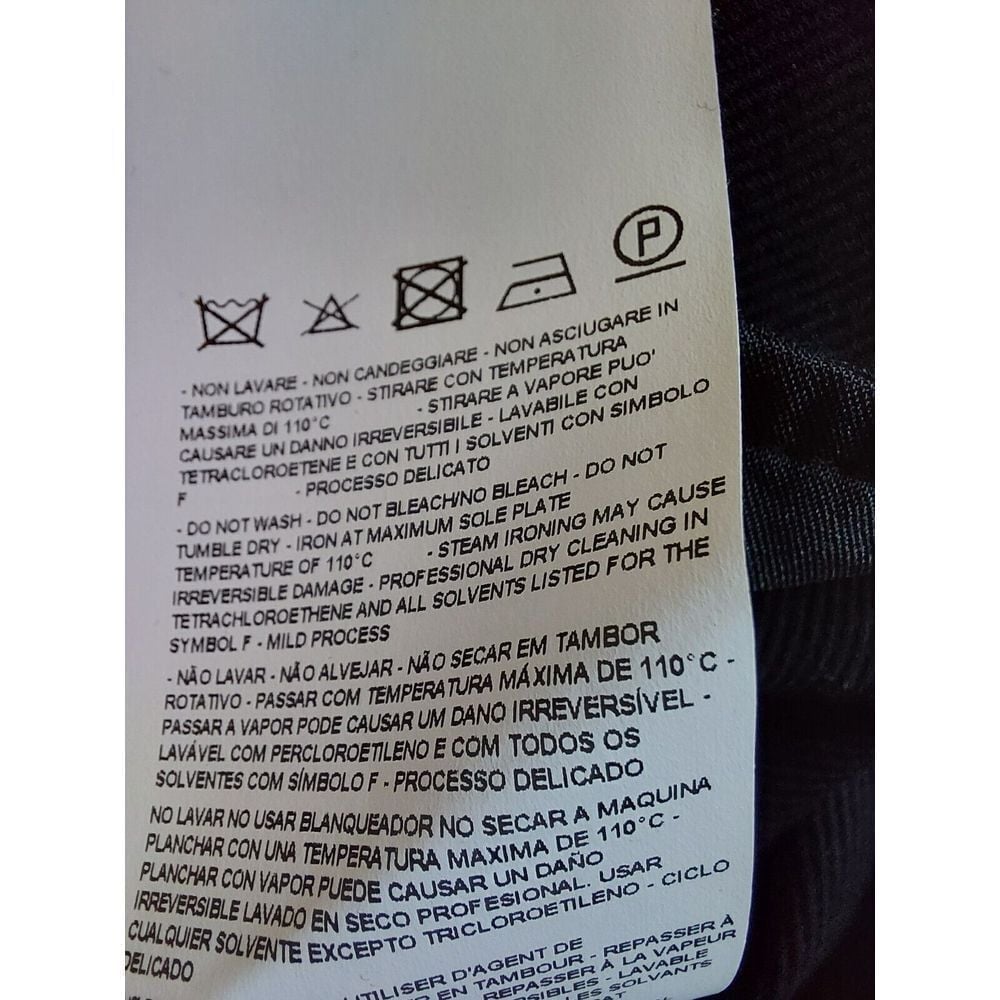 P
- NON LAVARE - NON CANDEGGIARE - NON ASCIUGARE IN
TAMBURO ROTATIVO - STIRARE CON TEMPERATURA
MASSIMA DI 110°C - STIRARE A VAPORE PUO'
CAUSARE UN DANNO IRREVERSIBILE - LAVABILE CON
TETRACLOROETENE E CON TUTTI I SOLVENTI CON SIMBOLO
F - PROCESSO DELICATO
- DO NOT WASH - DO NOT BLEACH/NO BLEACH - DO NOT
TUMBLE DRY - IRON AT MAXIMUM SOLE PLATE
TEMPERATURE OF 110°C - STEAM IRONING MAY CAUSE
IRREVERSIBLE DAMAGE - PROFESSIONAL DRY CLEANING IN
TETRACHLOROETHENE AND ALL SOLVENTS LISTED FOR THE
SYMBOL F - MILD PROCESS
- NÃO LAVAR - NÃO ALVEJAR - NÃO SECAR EM TAMBOR
ROTATIVO - PASSAR COM TEMPERATURA MÁXIMA DE 110°C -
PASSAR A VAPOR PODE CAUSAR UM DANO IRREVERSÍVEL -
LAVÁVEL COM PERCLOROETILENO E COM TODOS OS
SOLVENTES COM SÍMBOLO F - PROCESSO DELICADO
NO LAVAR NO USAR BLANQUEADOR NO SECAR A MAQUINA
PLANCHAR CON UNA TEMPERATURA MAXIMA DE 110°C -
PLANCHAR CON VAPOR PUEDE CAUSAR UN DAÑO
IRREVERSIBLE LAVADO EN SECO PROFESIONAL. USAR
CUALQUIER SOLVENTE EXCEPTO TRICLOROETILENO - CICLO
DELICADO
UTILISER D'AGENT DE
EN TAMBOUR - REPASSER À
REPASSER À LA VAPEUR
- LAVABLE
LES SOLVANTS